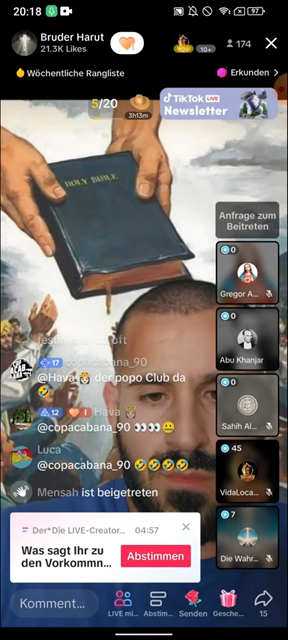 20:18
97
Bruder Harut
21.3K Likes
10+
10+
174
Wöchentliche Rangliste
Erkunden
5/20
3h13m
TikTok LIVE
Newsletter
HOLY BIBLE
Anfrage zum
Beitreten
0
Gregor A...
0
Abu Khanjar
0
Sahih Al...
45
VidaLoca...
7
Die Wahr...
17 copacabana_90
@Hava der popo Club da
🤣
12 I Hava
@copacabana_90 👀👀😀
Luca
@copacabana_90 🤣🤣🤣🤣
Mensah ist beigetreten
Der*Die LIVE-Creator... 04:57
Was sagt Ihr zu
den Vorkommn...
Abstimmen
Komment...
LIVE mi...
Abstim...
Senden
Gesche...
15